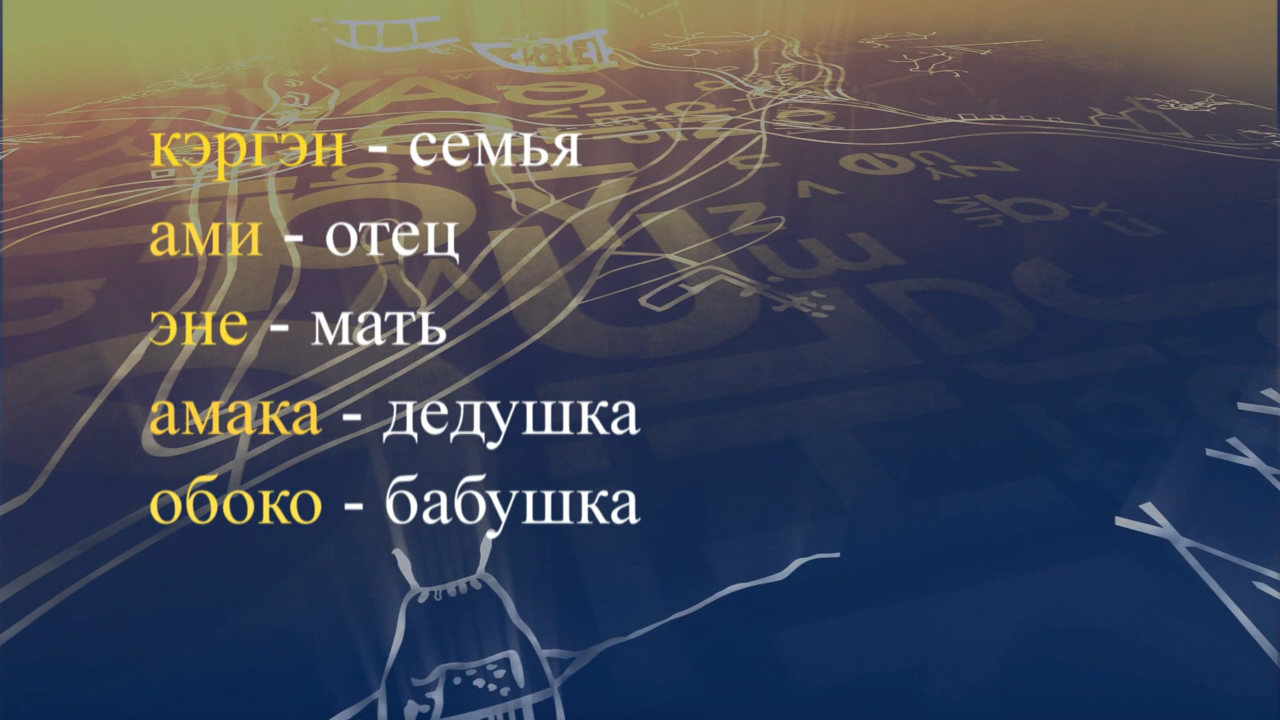 кэргэн - семья
ами - отец
эне - мать
амака - дедушка
обоко - бабушка